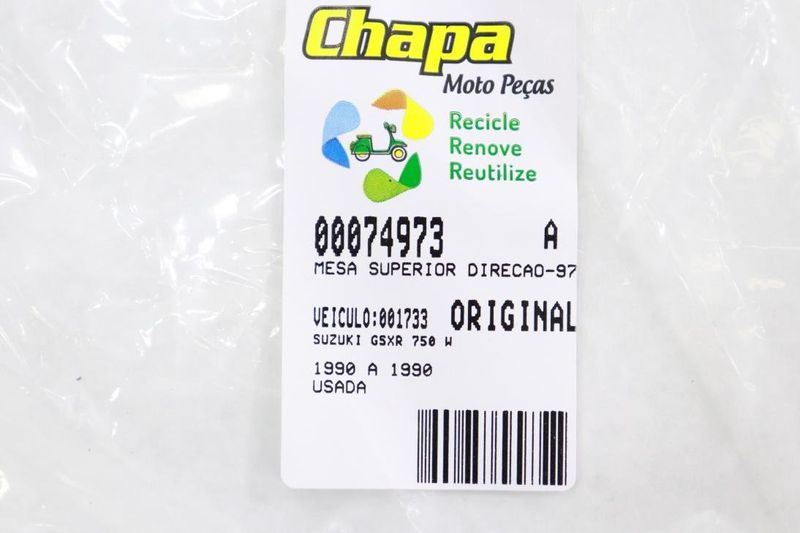 Chapa
Moto Peças
Recicle
Renove
Reutilize
00074973 A
MESA SUPERIOR DIRECAO-97
VEICULO:001733 ORIGINAL
SUZUKI GSXR 750 W
1990 A 1990
USADA